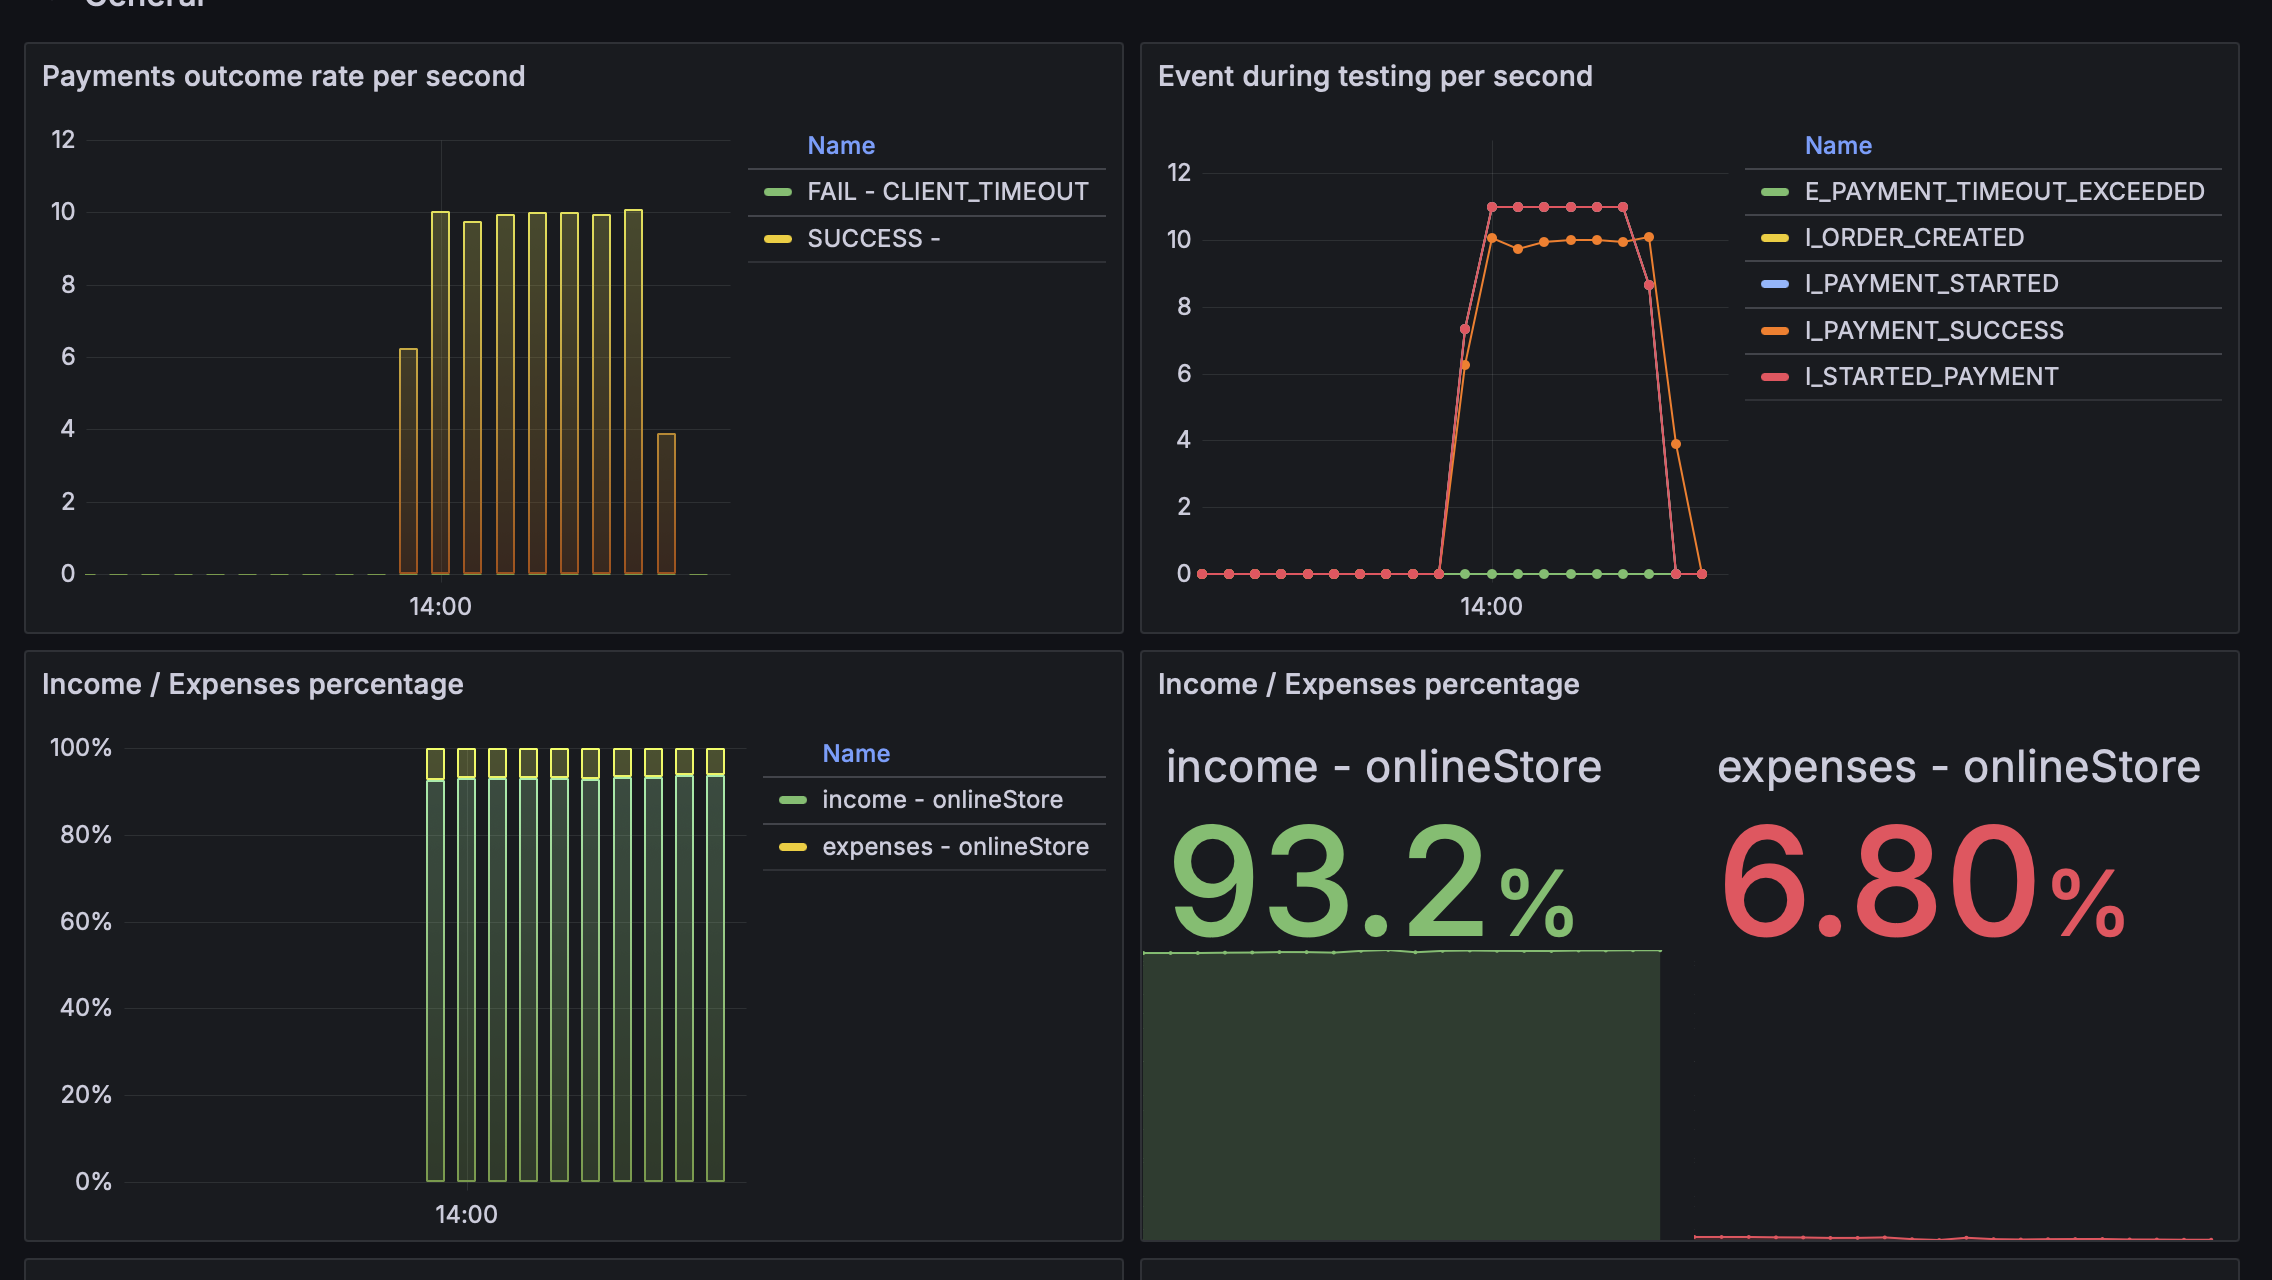 General
Payments outcome rate per second
12
10
8
6
4
2
0
14:00
Name
FAIL - CLIENT_TIMEOUT
SUCCESS -
Event during testing per second
12
10
8
6
4
2
0
14:00
Name
E_PAYMENT_TIMEOUT_EXCEEDED
I_ORDER_CREATED
I_PAYMENT_STARTED
I_PAYMENT_SUCCESS
I_STARTED_PAYMENT
Income / Expenses percentage
100%
80%
60%
40%
20%
0%
14:00
Name
income - onlineStore
expenses - onlineStore
Income / Expenses percentage
income - onlineStore
93.2%
expenses - onlineStore
6.80%